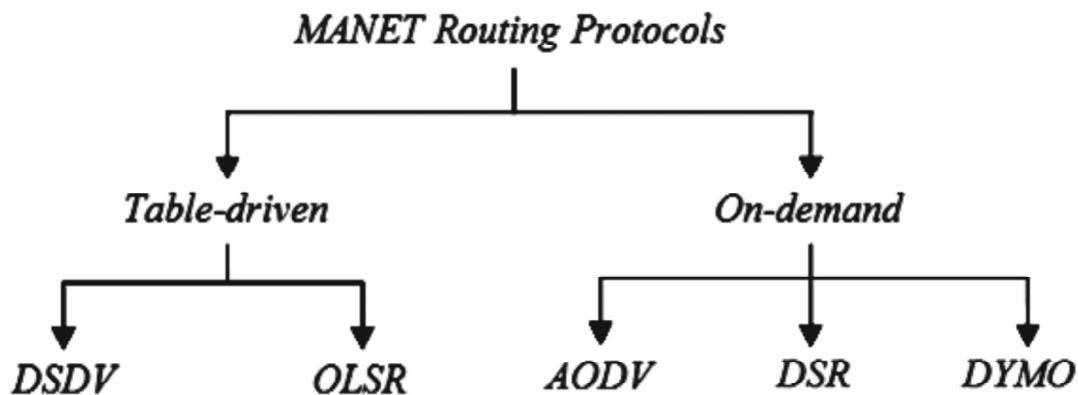 MANET Routing Protocols
Table-driven
On-demand
DSDV
OLSR
AODV
DSR
DYMO